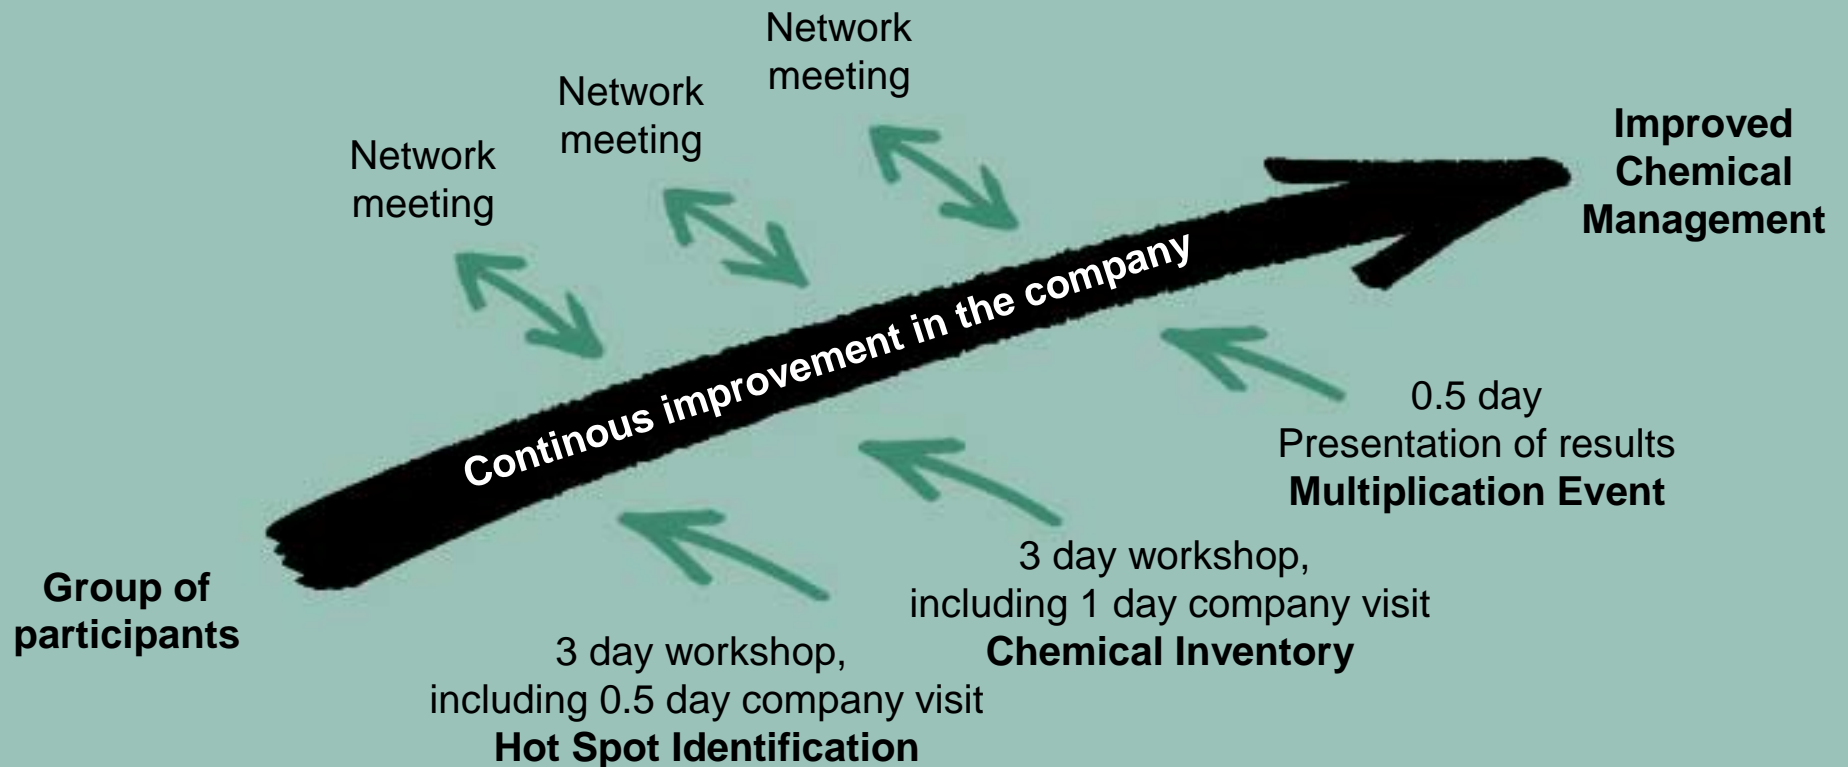 Network
meeting
Network
meeting
Network
meeting
Improved
Chemical
Management
Continous improvement in the company
0.5 day
Presentation of results
Multiplication Event
3 day workshop,
including 1 day company visit
Chemical Inventory
Group of
participants
3 day workshop,
including 0.5 day company visit
Hot Spot Identification